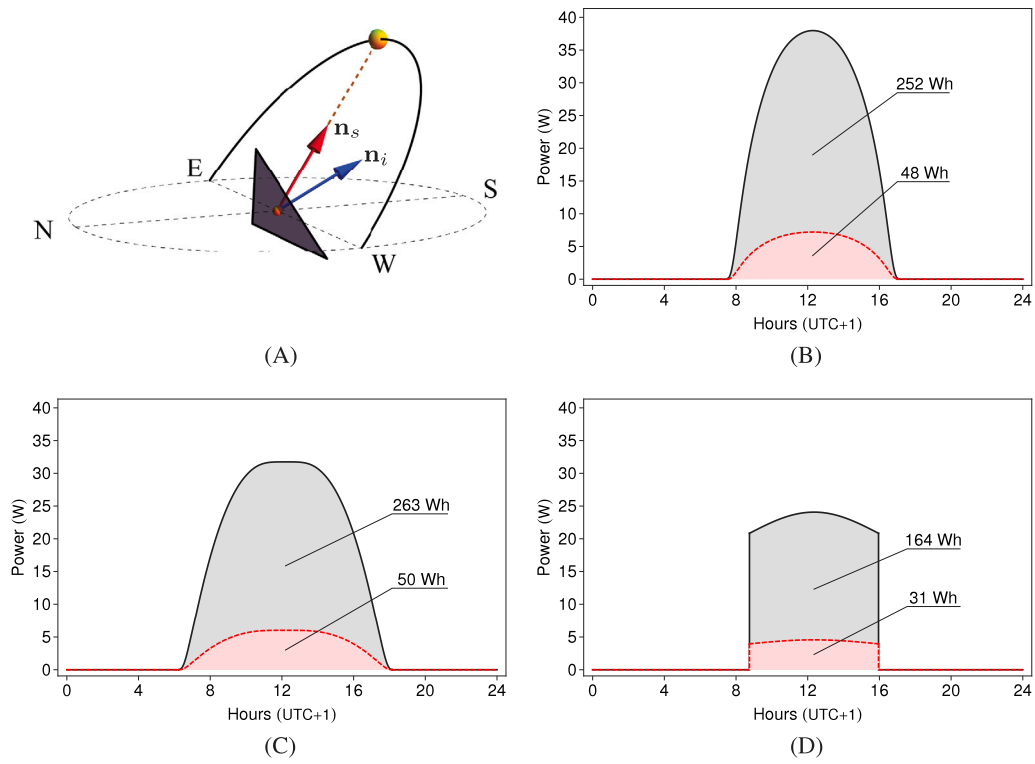 n_s
n_i
E
S
N
W
(A)
Power (W)
40
35
30
25
20
15
10
5
0
252 Wh
48 Wh
0 4 8 12 16 20 24
Hours (UTC+1)
(B)
Power (W)
40
35
30
25
20
15
10
5
0
263 Wh
50 Wh
0 4 8 12 16 20 24
Hours (UTC+1)
(C)
Power (W)
40
35
30
25
20
15
10
5
0
164 Wh
31 Wh
0 4 8 12 16 20 24
Hours (UTC+1)
(D)